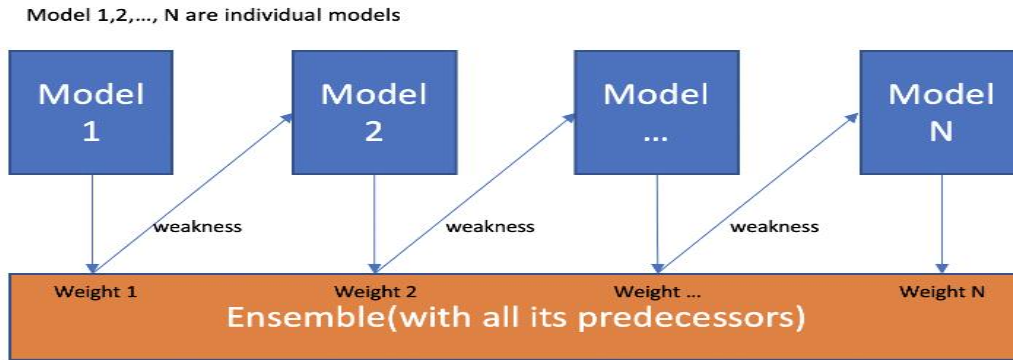 Model 1,2,..., N are individual models
Model
1
Model
2
Model
...
Model
N
weakness
weakness
weakness
Weight 1
Weight 2
Weight ...
Weight N
Ensemble(with all its predecessors)